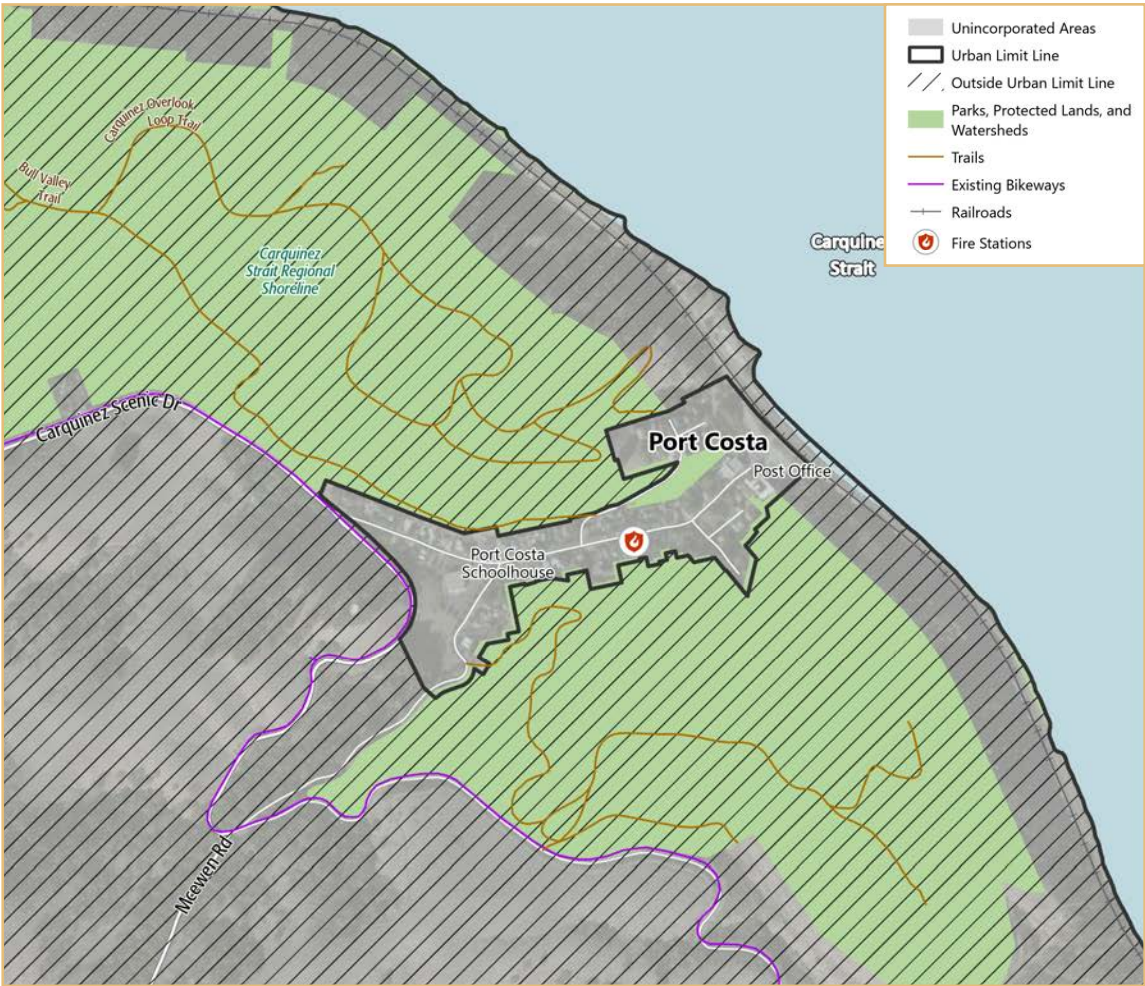 Unincorporated Areas
Urban Limit Line
Outside Urban Limit Line
Parks, Protected Lands, and
Watersheds
Trails
Existing Bikeways
Railroads
Fire Stations
Carquinez Overlook
Loop Trail
Bull Valley
Trail
Carquinez
Strait Regional
Shoreline
Carquine
Strait
Carquinez Scenic Dr
Port Costa
Post Office
Port Costa
Schoolhouse
Mcewen Rd